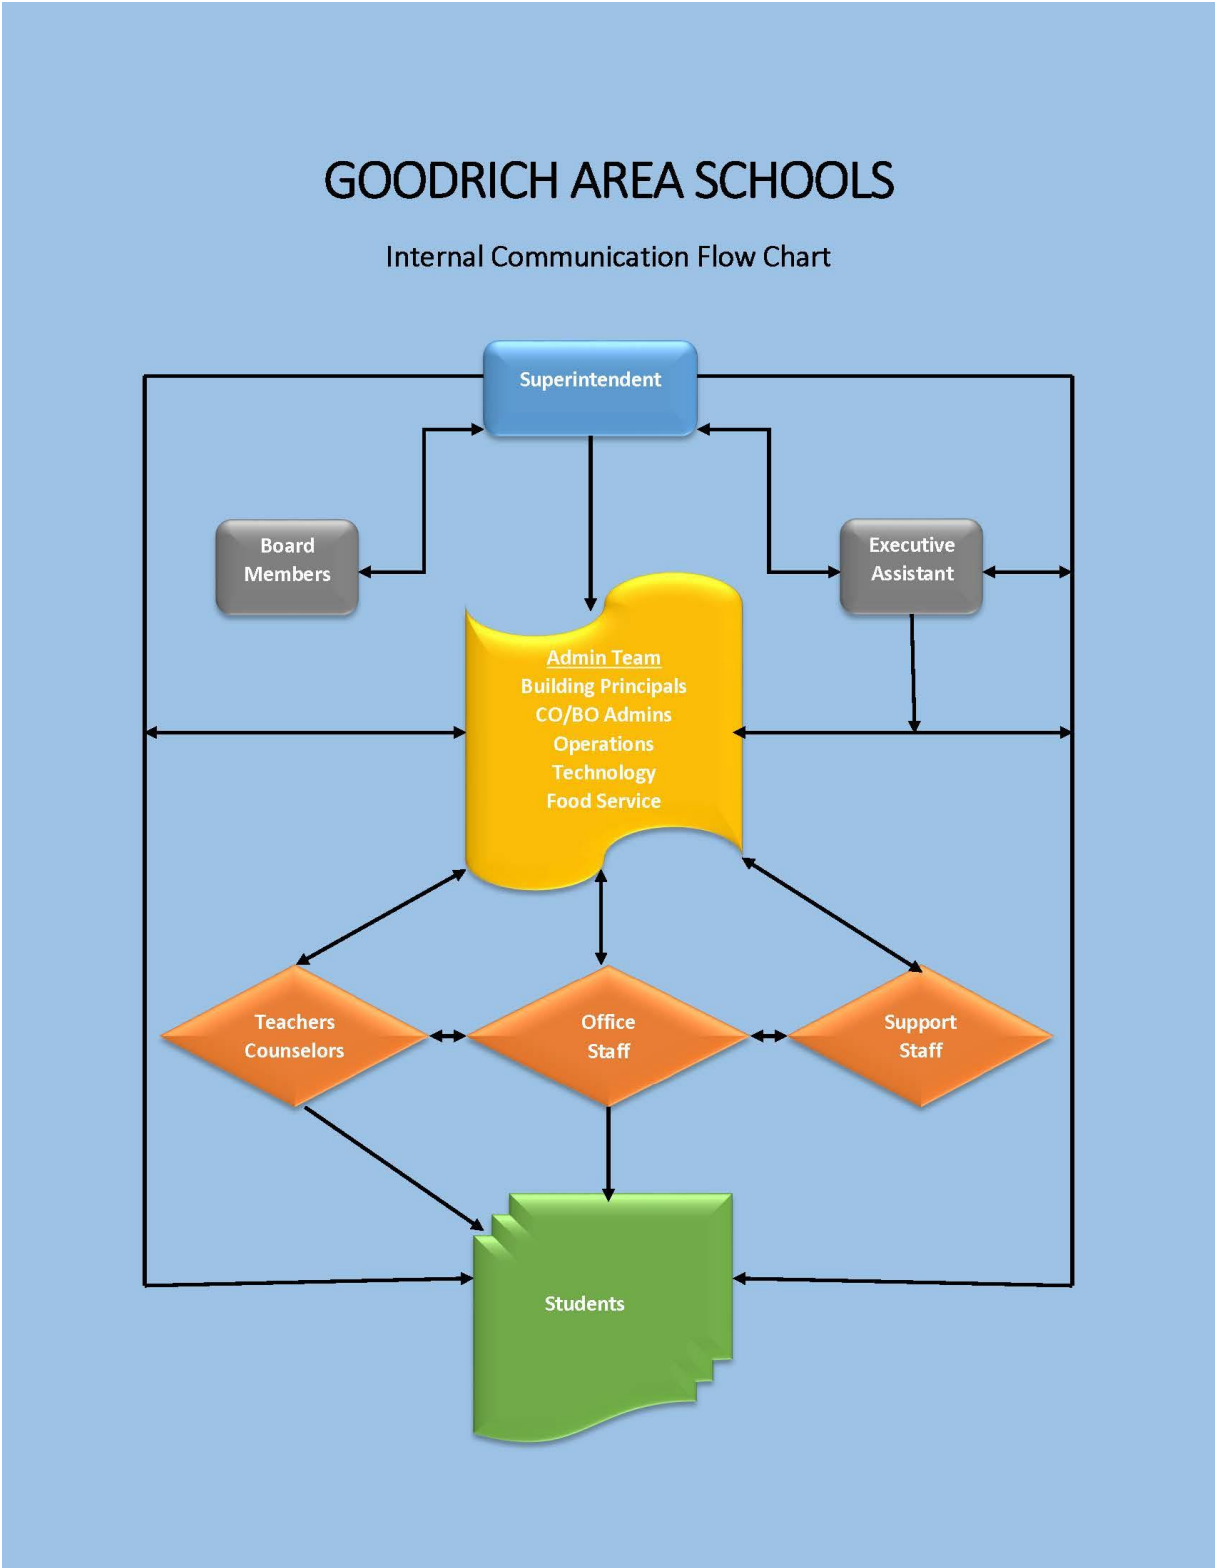 GOODRICH AREA SCHOOLS
Internal Communication Flow Chart
Superintendent
Board
Members
Executive
Assistant
Admin Team
Building Principals
CO/BO Admins
Operations
Technology
Food Service
Teachers
Counselors
Office
Staff
Support
Staff
Students